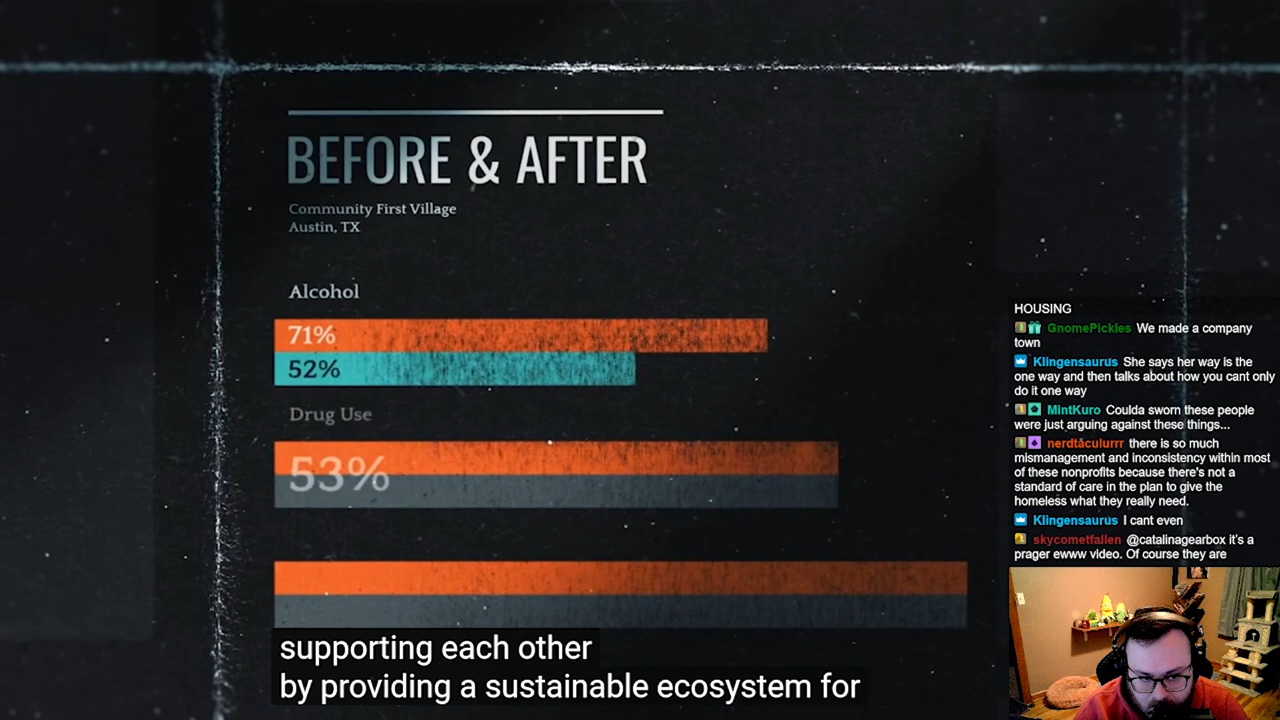 BEFORE & AFTER
Community First Village
Austin, TX
Alcohol
71%
52%
Drug Use
53%
supporting each other
by providing a sustainable ecosystem for
HOUSING
GnomePickles We made a company
town
Klingensaurus She says her way is the
one way and then talks about how you cant only
do it one way
MintKuro Coulda sworn these people
were just arguing against these things...
nerdtåculurrr there is so much
mismanagement and inconsistency within most
of these nonprofits because there's not a
standard of care in the plan to give the
homeless what they really need.
Klingensaurus I cant even
skycometfallen @catalinagearbox it's a
prager ewww video. Of course they are